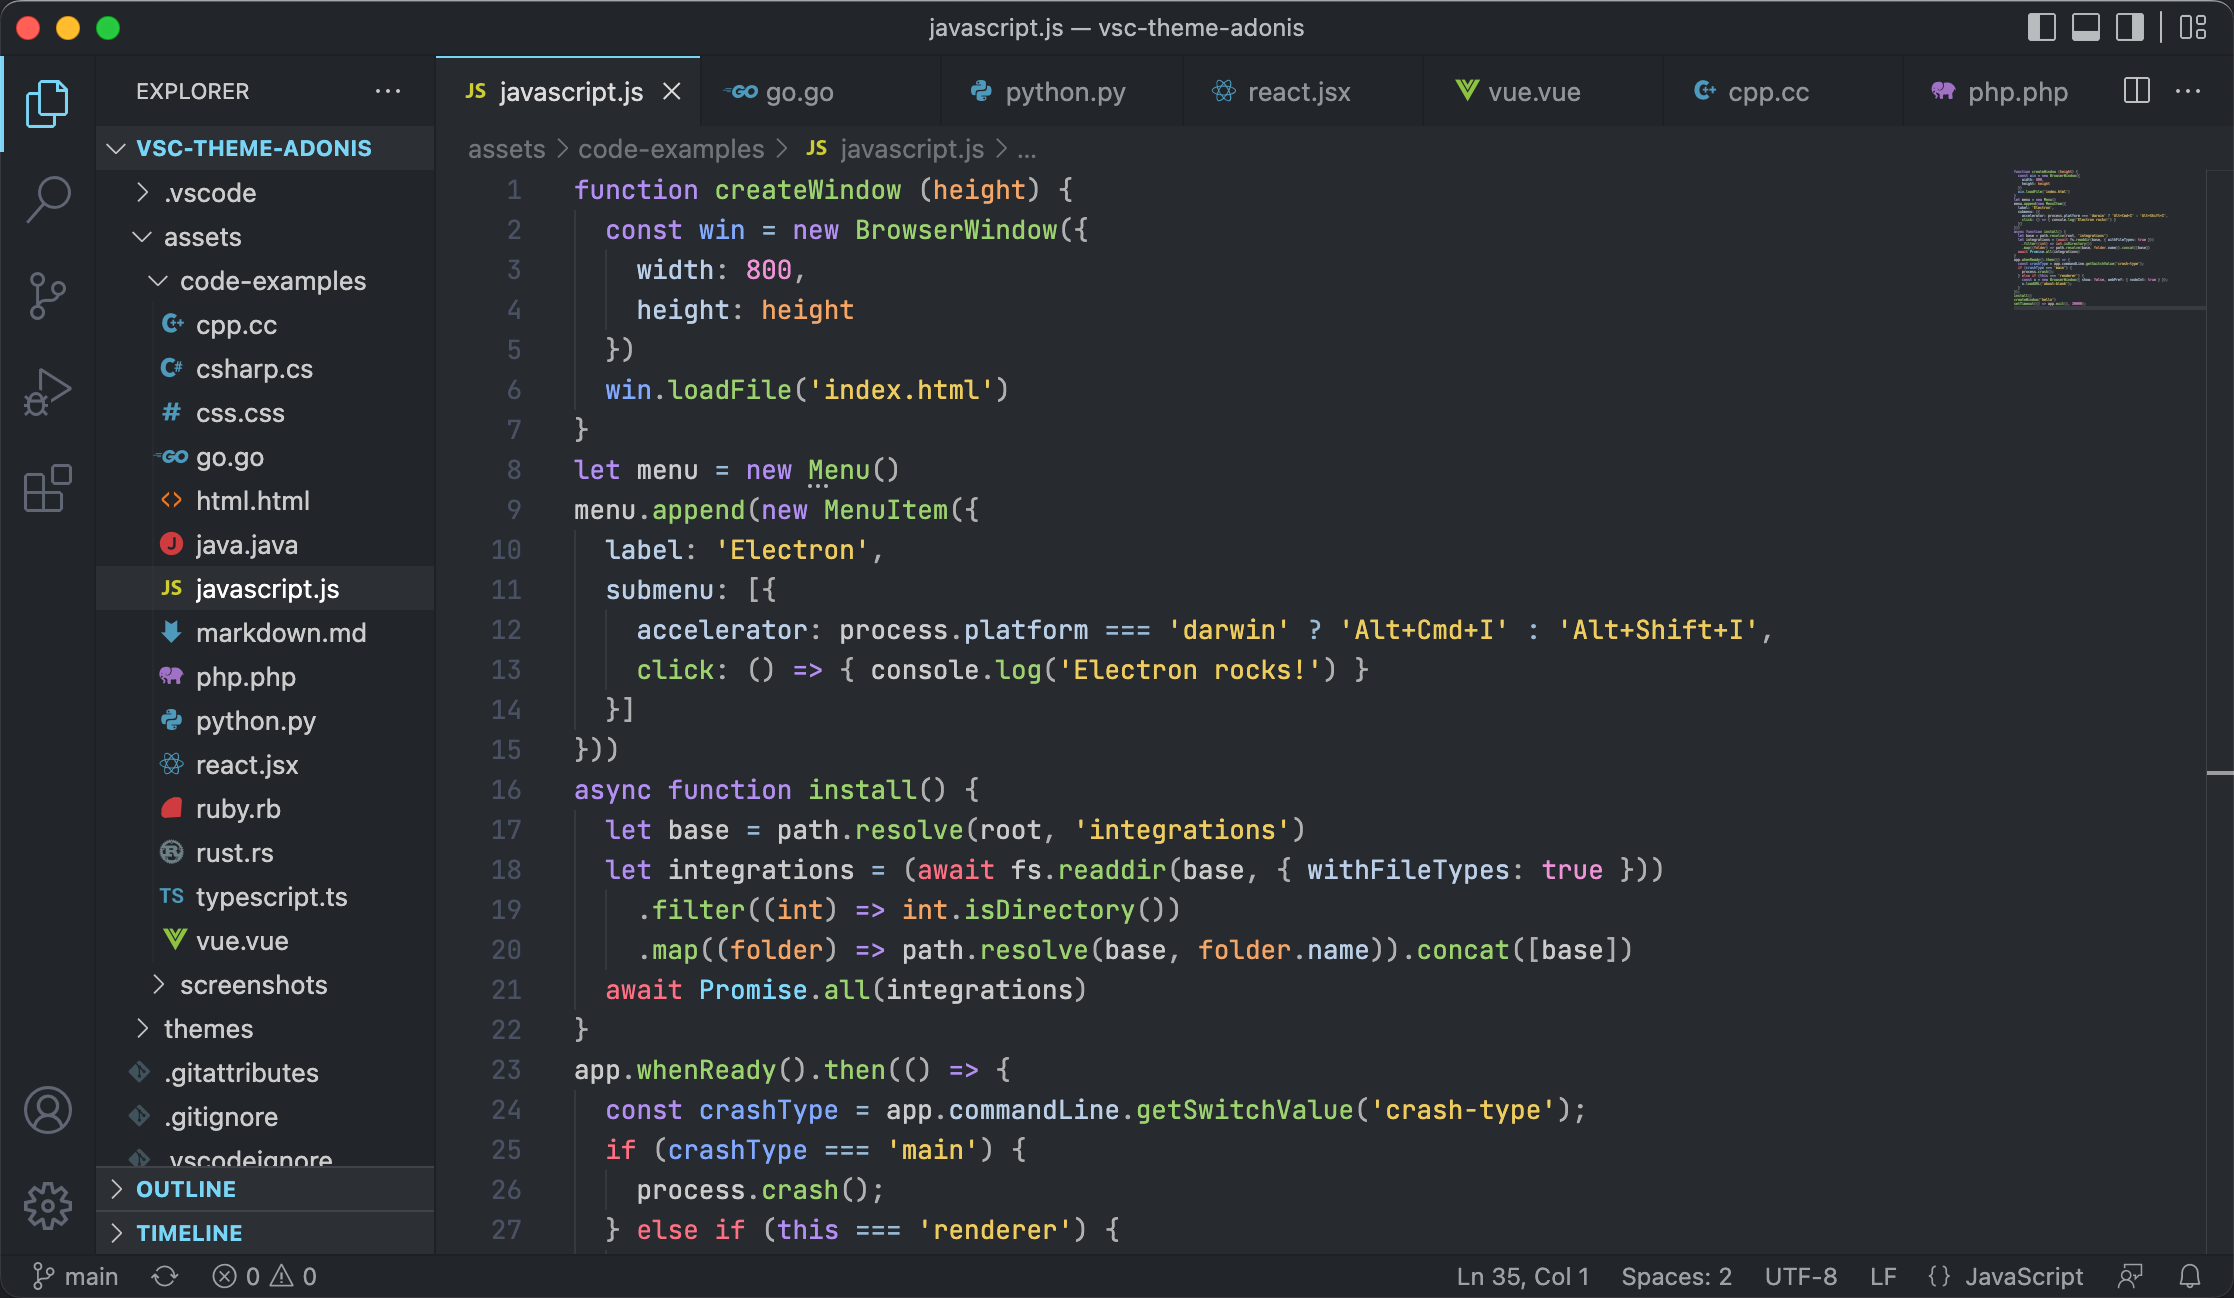 javascript.js — vsc-theme-adonis
EXPLORER
VSC-THEME-ADONIS
.vscode
assets
code-examples
cpp.cc
csharp.cs
css.css
go.go
html.html
java.java
JS javascript.js
markdown.md
php.php
python.py
react.jsx
ruby.rb
rust.rs
TS typescript.ts
vue.vue
screenshots
themes
.gitattributes
.gitignore
.vscodeignore
OUTLINE
TIMELINE
JS javascript.js
GO go.go
python.py
react.jsx
vue.vue
cpp.cc
php.php
assets > code-examples > JS javascript.js > ...
1 function createWindow (height) {
2 const win = new BrowserWindow({
3 width: 800,
4 height: height
5 })
6 win.loadFile('index.html')
7 }
8 let menu = new Menu()
9 menu.append(new MenuItem({
10 label: 'Electron',
11 submenu: [{
12 accelerator: process.platform === 'darwin' ? 'Alt+Cmd+I' : 'Alt+Shift+I',
13 click: () => { console.log('Electron rocks!') }
14 }]
15 }))
16 async function install() {
17 let base = path.resolve(root, 'integrations')
18 let integrations = (await fs.readdir(base, { withFileTypes: true }))
19 .filter((int) => int.isDirectory())
20 .map((folder) => path.resolve(base, folder.name)).concat([base])
21 await Promise.all(integrations)
22 }
23 app.whenReady().then(() => {
24 const crashType = app.commandLine.getSwitchValue('crash-type');
25 if (crashType === 'main') {
26 process.crash();
27 } else if (this === 'renderer') {
main 0 0 Ln 35, Col 1 Spaces: 2 UTF-8 LF {} JavaScript